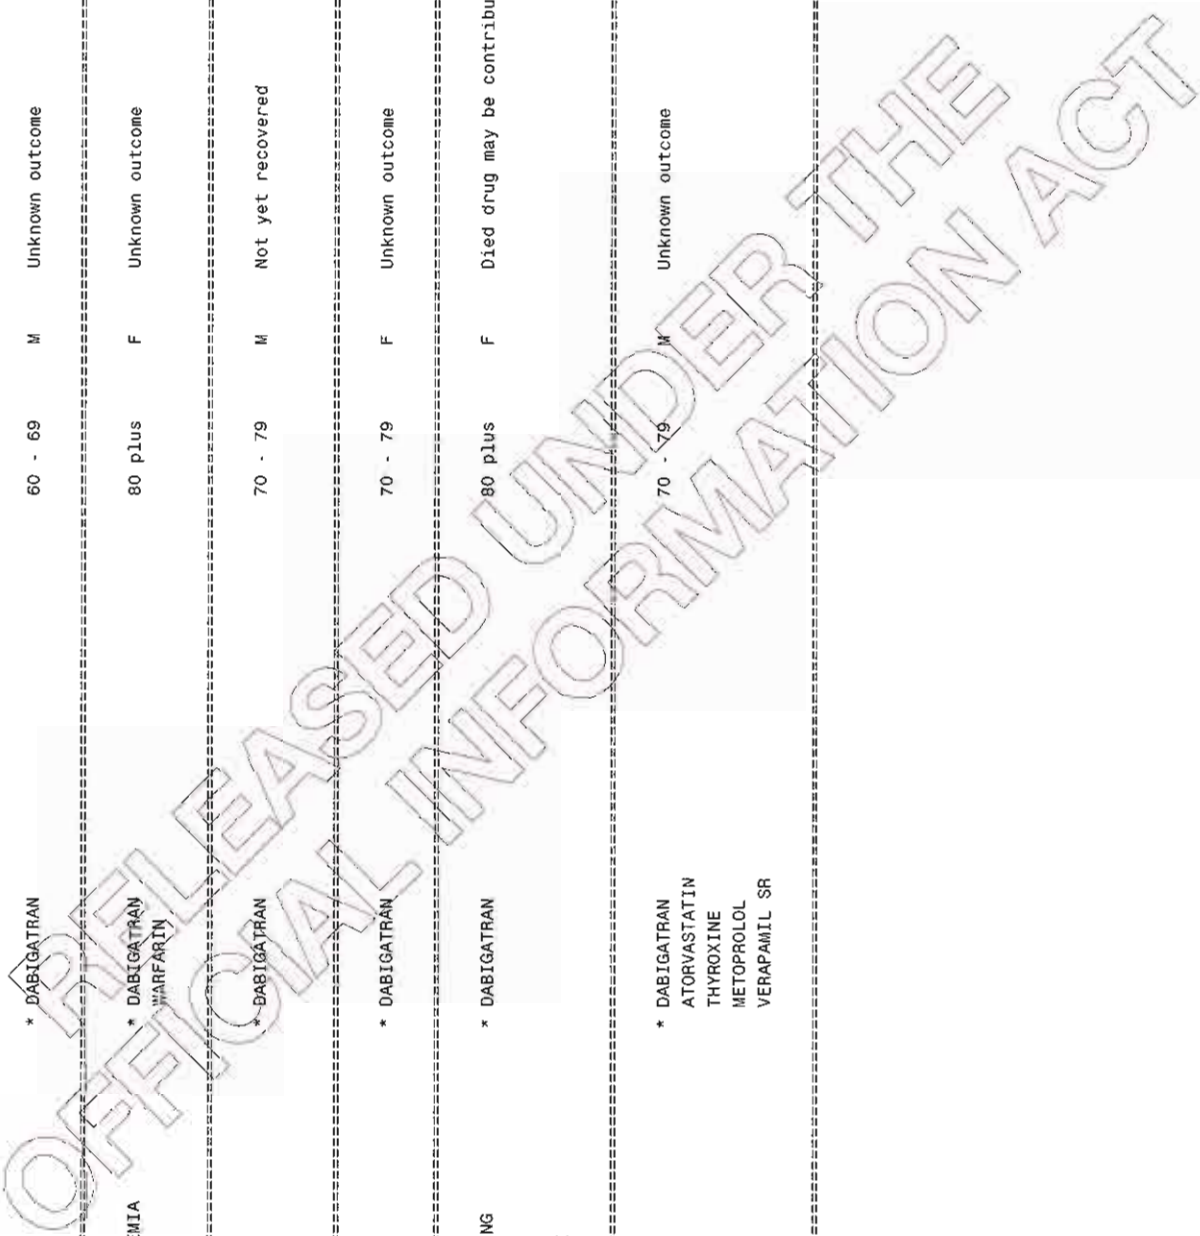 * DABIGATRAN 60 - 69 M Unknown outcome
MIA * DABIGATRAN 80 plus F Unknown outcome
WARFARIN
* DABIGATRAN 70 - 79 M Not yet recovered
* DABIGATRAN 70 - 79 F Unknown outcome
NG * DABIGATRAN 80 plus F Died drug may be contribu
* DABIGATRAN 70 - 79 M Unknown outcome
ATORVASTATIN
THYROXINE
METOPROLOL
VERAPAMIL SR
RELEASED UNDER THE
OFFICIAL INFORMATION ACT